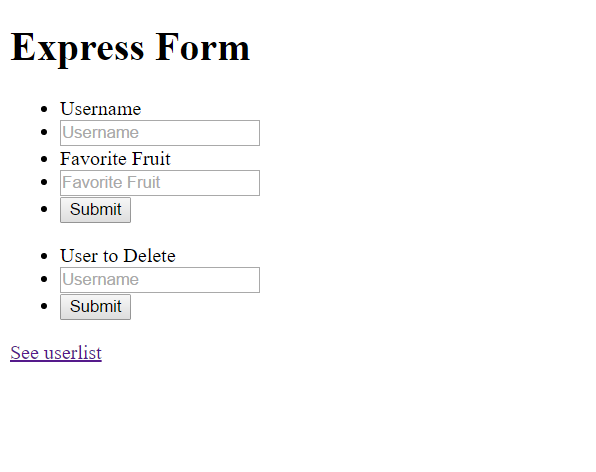 Express Form
Username
Username
Favorite Fruit
Favorite Fruit
Submit
User to Delete
Username
Submit
See userlist